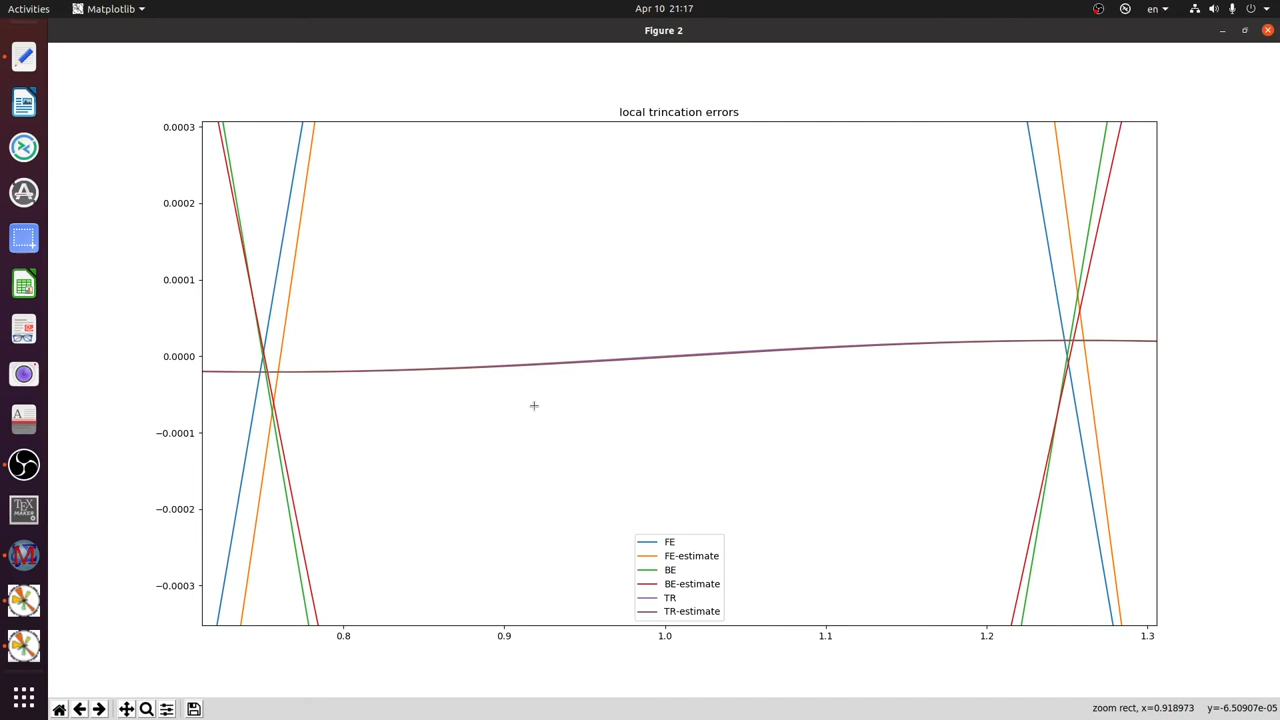 Activities
Matplotlib
Apr 10 21:17
en
Figure 2
local trincation errors
0.0003
0.0002
0.0001
0.0000
−0.0001
−0.0002
−0.0003
FE
FE-estimate
BE
BE-estimate
TR
TR-estimate
0.8
0.9
1.0
1.1
1.2
1.3
TEX
MAKER
zoom rect, x=0.918973 y=-6.50907e-05